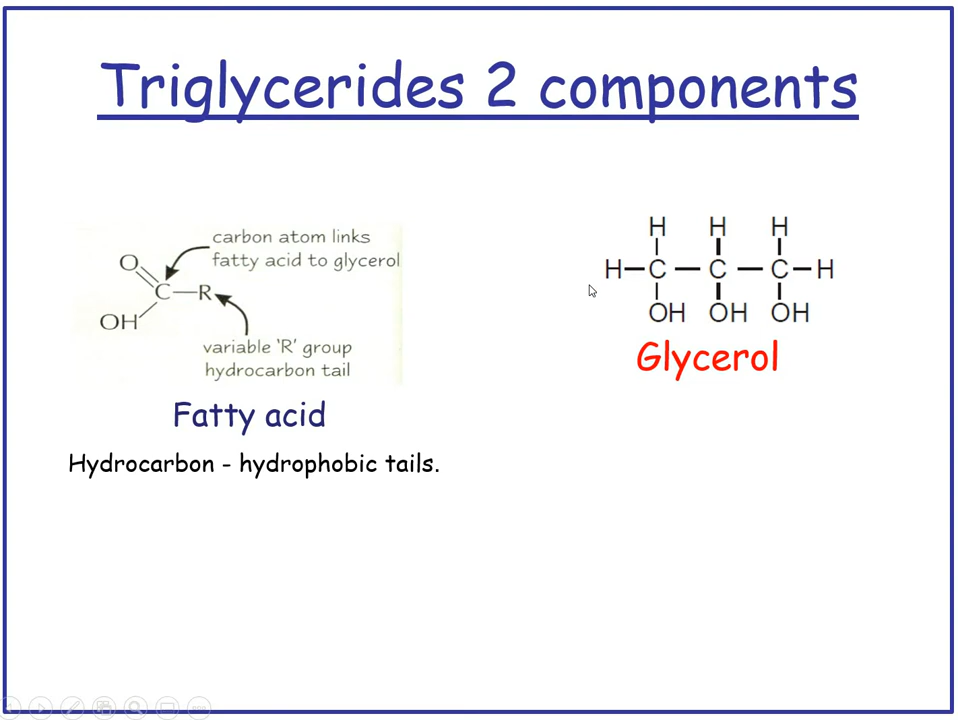 Triglycerides 2 components
carbon atom links
fatty acid to glycerol
O
C—R
OH
variable 'R' group
hydrocarbon tail
Fatty acid
Hydrocarbon - hydrophobic tails.
H H H
H—C—C—C—H
OH OH OH
Glycerol